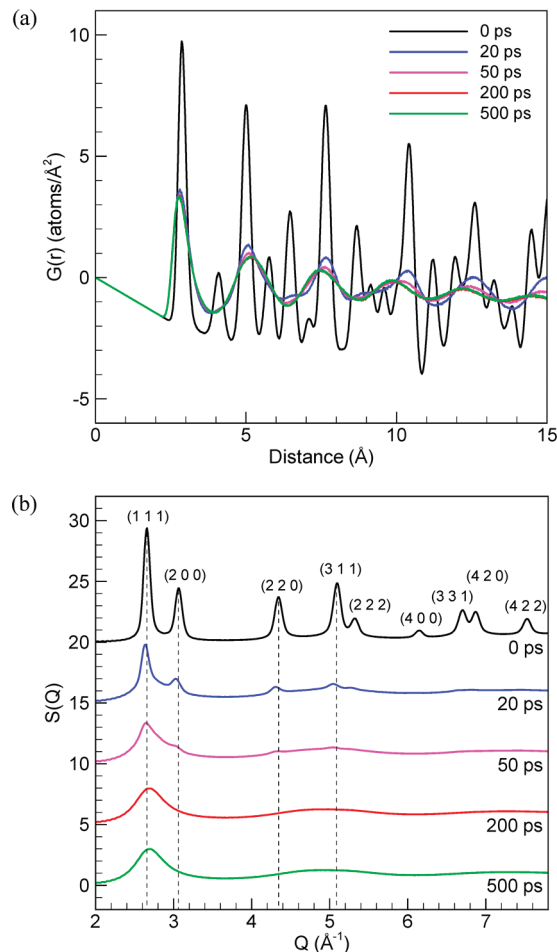 (a)
0 ps
20 ps
50 ps
200 ps
500 ps
10
5
0
-5
G(r) (atoms/Å²)
0
5
10
15
Distance (Å)
(b)
(1 1 1)
(2 0 0)
(2 2 0)
(3 1 1)
(2 2 2)
(4 0 0)
(3 3 1)
(4 2 0)
(4 2 2)
30
25
20
15
10
5
0
S(Q)
0 ps
20 ps
50 ps
200 ps
500 ps
2
3
4
5
6
7
Q (Å⁻¹)